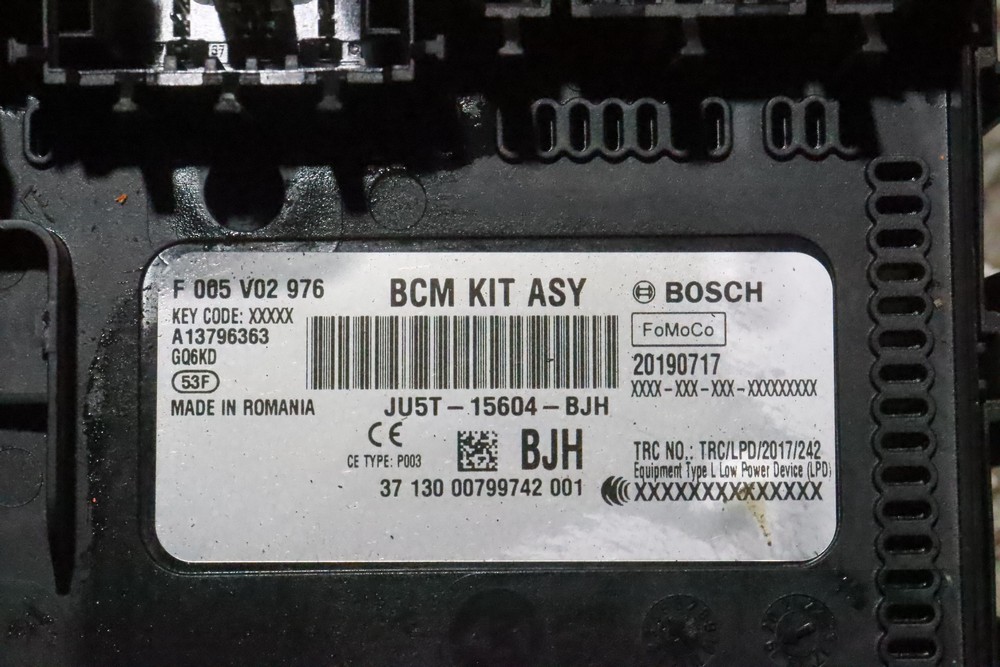 57
F 005 V02 976
BCM KIT ASY
BOSCH
KEY CODE: XXXXX
A13796363
GQ6KD
53F
MADE IN ROMANIA
FoMoCo
20190717
XXXX-XXX-XXX-XXXXXXXXX
JU5T-15604-BJH
CE
CE TYPE: P003
BJH
37 130 00799742 001
TRC NO.: TRC/LPD/2017/242
Equipment Type L Low Power Device (LPD)
XXXXXXXXXXXXXXX